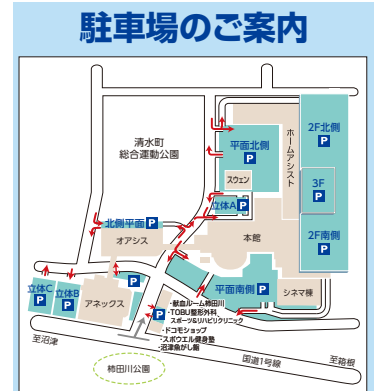 駐車場のご案内
清水町
総合運動公園
平面北側
P
ホームアシスト
2F北側
P
スウェン
3F
P
立体A P
北側平面 P
オアシス
本館
2F南側
P
平面南側
P
シネマ棟
立体C
P
立体B
P
アネックス
P
P
・献血ルーム柿田川
・TOBU整形外科
スポーツ&リハビリクリニック
・ドコモショップ
・スポウエル健身塾
・沼津魚がし鮨
至沼津
柿田川公園
国道1号線
至箱根